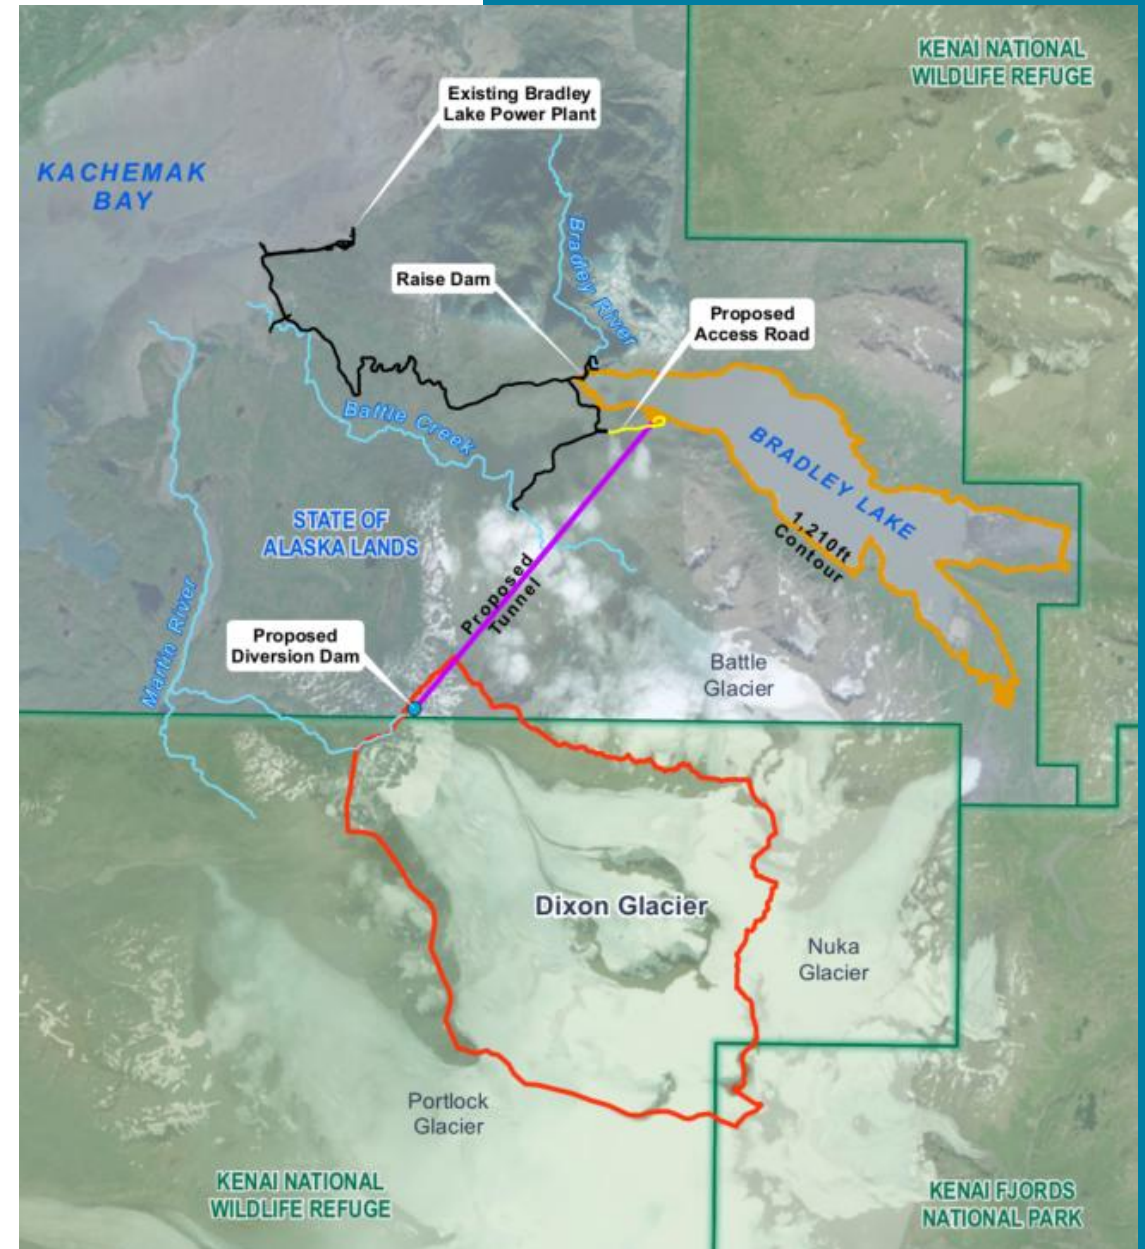 KENAI NATIONAL
WILDLIFE REFUGE
Existing Bradley
Lake Power Plant
KACHEMAK
BAY
Bradley River
Raise Dam
Proposed
Access Road
Battle Creek
BRADLEY LAKE
1,210ft
Contour
STATE OF
ALASKA LANDS
Proposed
Tunnel
Martin River
Proposed
Diversion Dam
Battle
Glacier
Dixon Glacier
Nuka
Glacier
Portlock
Glacier
KENAI NATIONAL
WILDLIFE REFUGE
KENAI FJORDS
NATIONAL PARK